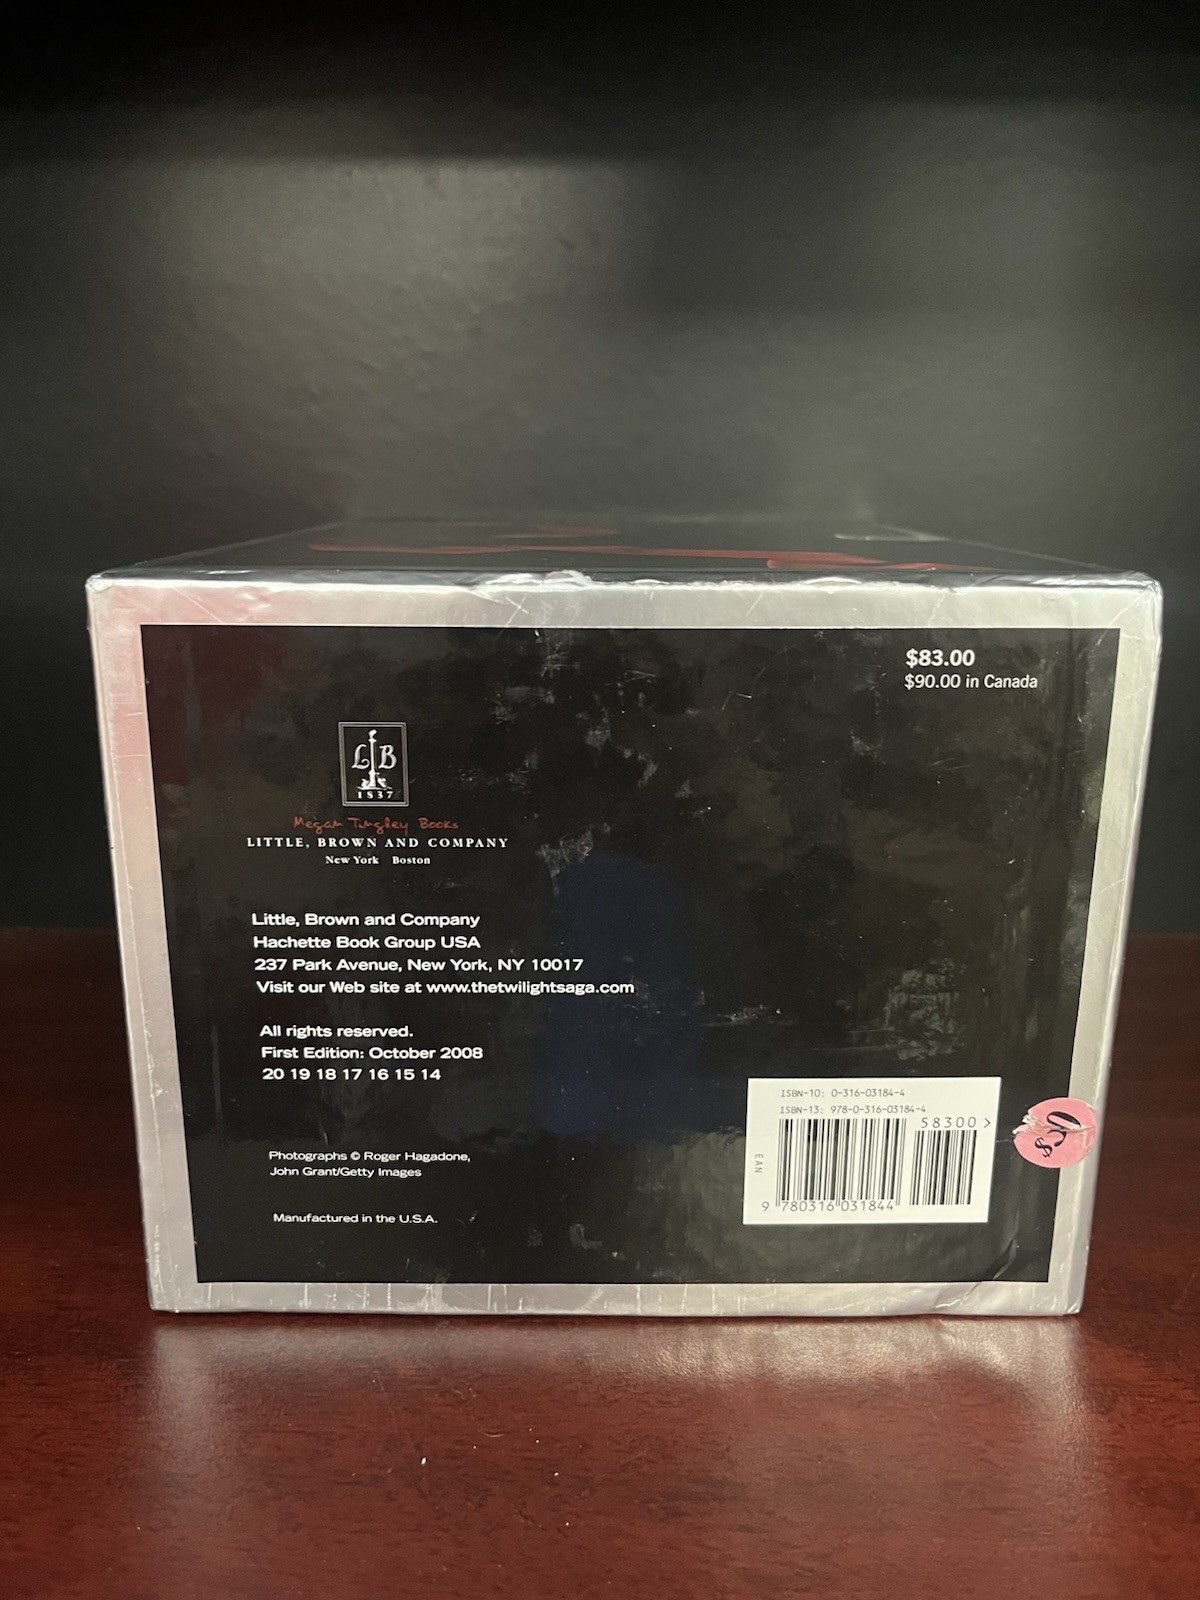 $83.00
$90.00 in Canada
L B
1837
Megan Tingley Books
LITTLE, BROWN AND COMPANY
New York Boston
Little, Brown and Company
Hachette Book Group USA
237 Park Avenue, New York, NY 10017
Visit our Web site at www.thetwilightsaga.com
All rights reserved.
First Edition: October 2008
20 19 18 17 16 15 14
Photographs © Roger Hagadone,
John Grant/Getty Images
Manufactured in the U.S.A.
ISBN-10: 0-316-03184-4
ISBN-13: 978-0-316-03184-4
58300 >
EAN
9 780316 031844